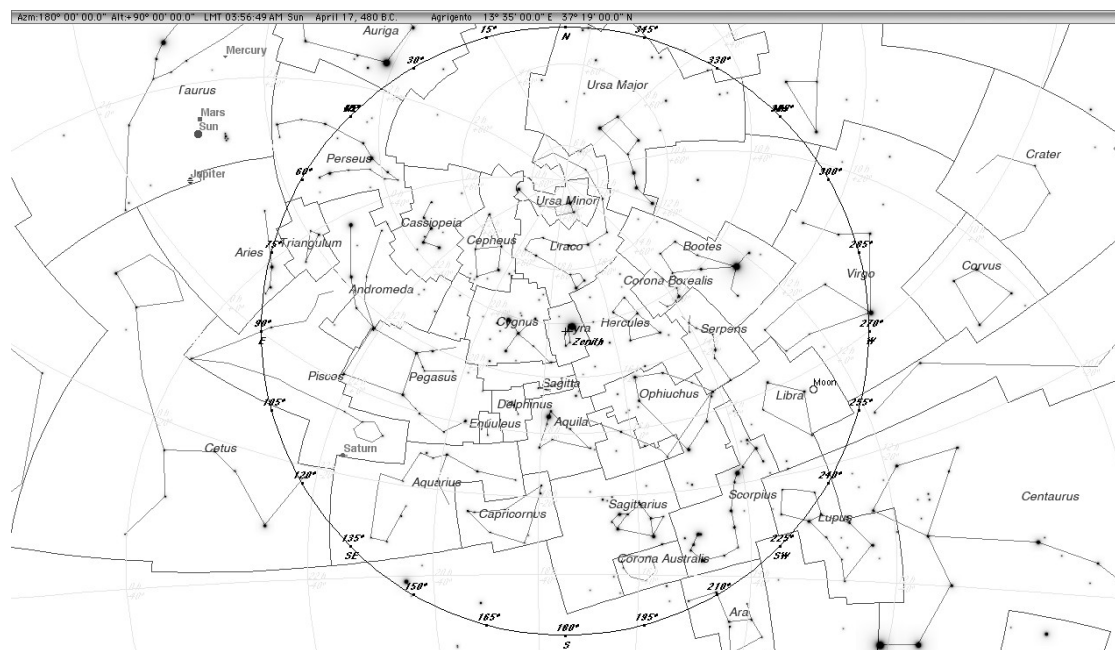 Azm:180° 00' 00.0" Alt:+90° 00' 00.0" LMT 03:56:49 AM Sun April 17, 480 B.C. Agrigento 13° 35' 00.0" E 37° 19' 00.0" N
Auriga
15°
N
345°
Mercury
30°
330°
Taurus
Ursa Major
Mars
Sun
Crater
Perseus
Jupiter
60°
300°
Ursa Minor
Cassiopeia
Aries
75°
Triangulum
Cepheus
Draco
Bootes
285°
Virgo
Corvus
Andromeda
Corona Borealis
90°
E
Cygnus
Lyra
Zenith
Hercules
Serpens
270°
W
Pisces
Pegasus
Sagitta
Ophiuchus
Moon
Libra
105°
Delphinus
Equuleus
Aquila
255°
Cetus
Saturn
120°
240°
Aquarius
Sagittarius
Scorpius
Centaurus
Capricornus
Lupus
135°
SE
Corona Australis
225°
SW
150°
210°
Ara
165°
180°
S
195°